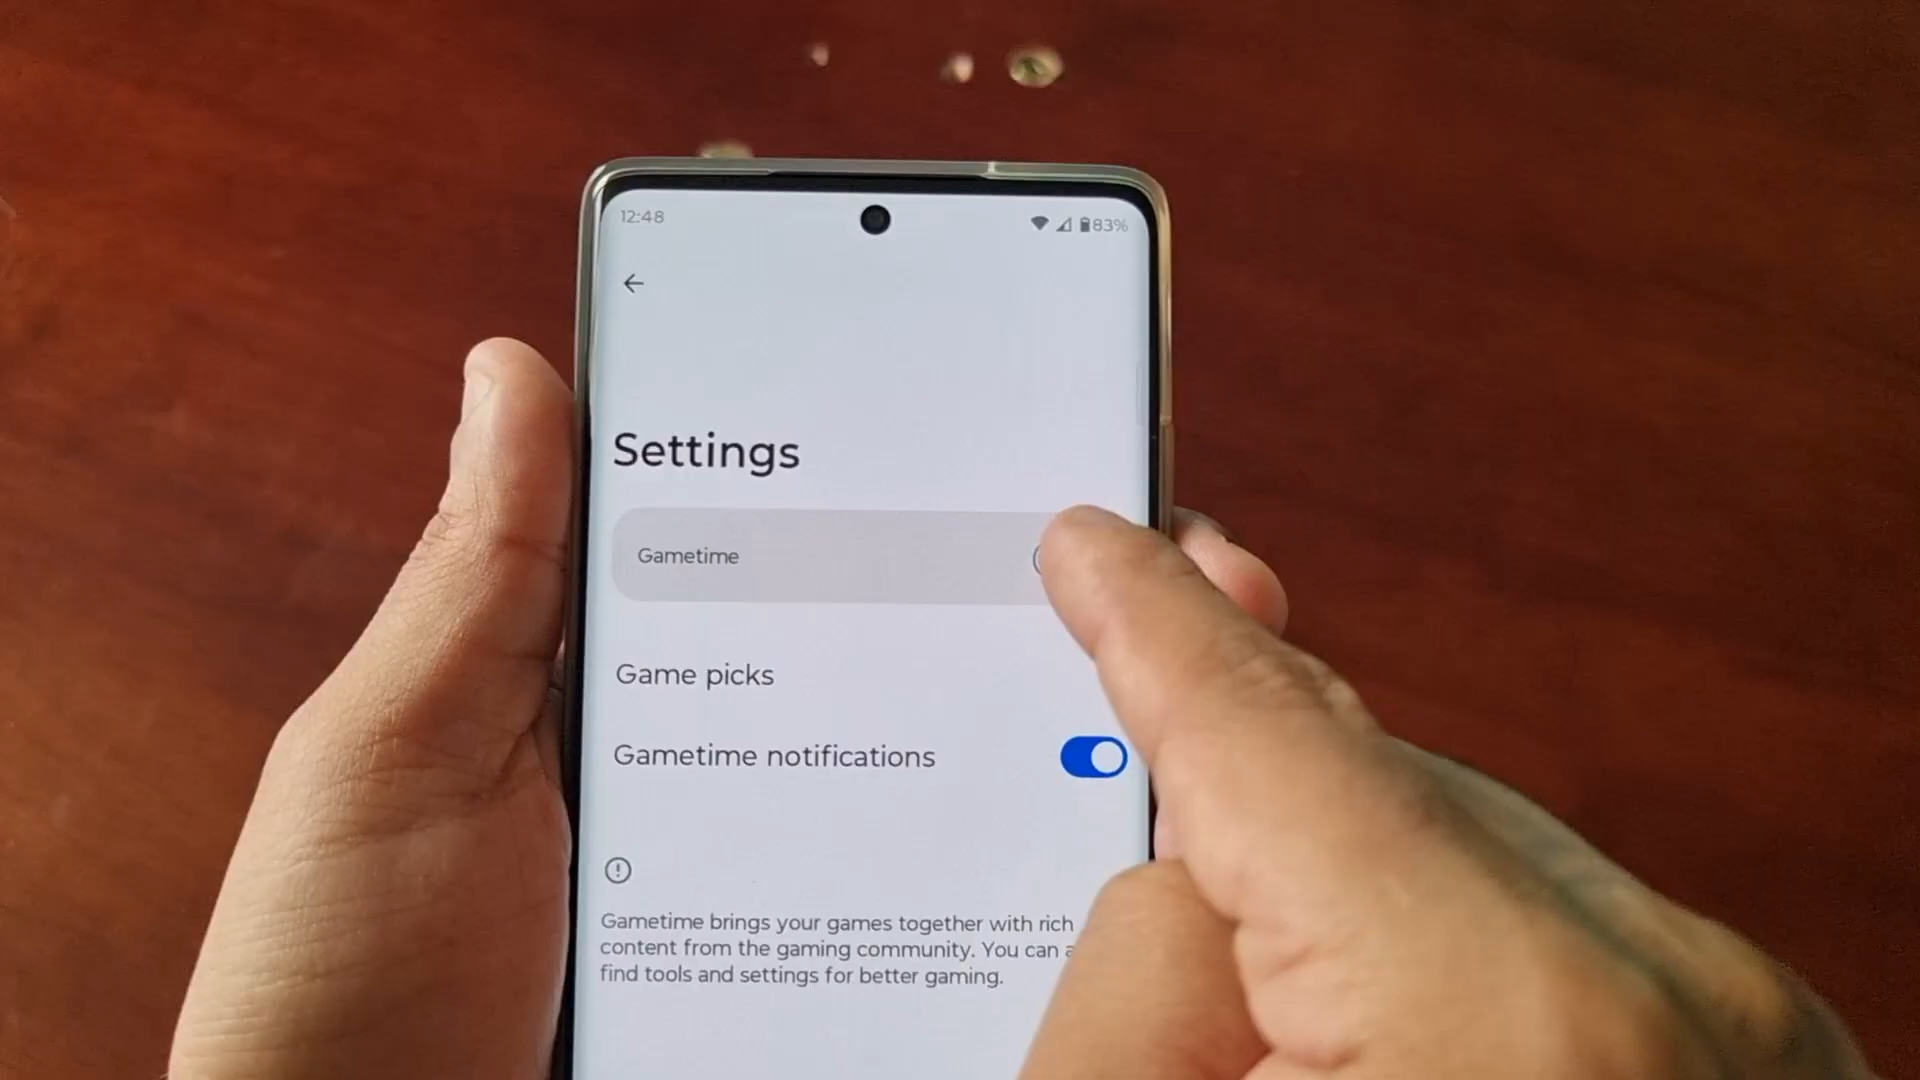 12:48
83%
Settings
Gametime
Game picks
Gametime notifications
Gametime brings your games together with rich
content from the gaming community. You can
find tools and settings for better gaming.